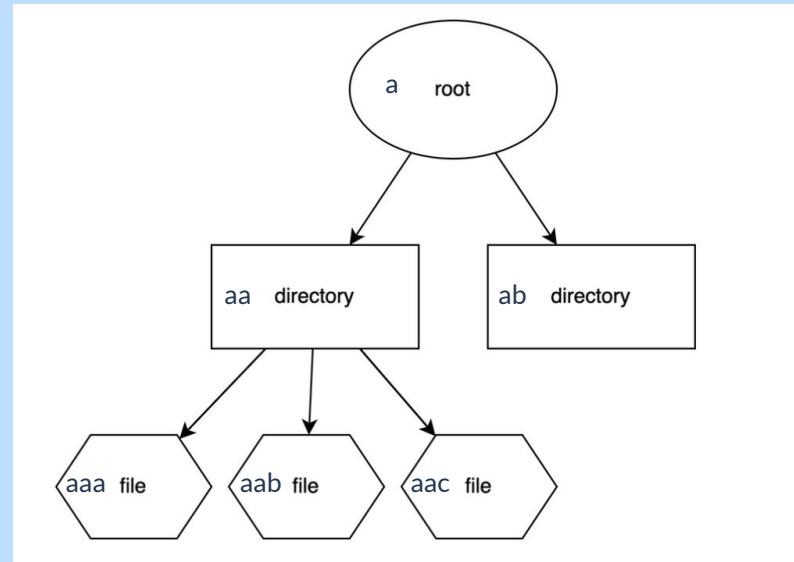 a root
aa directory
ab directory
aaa file
aab file
aac file